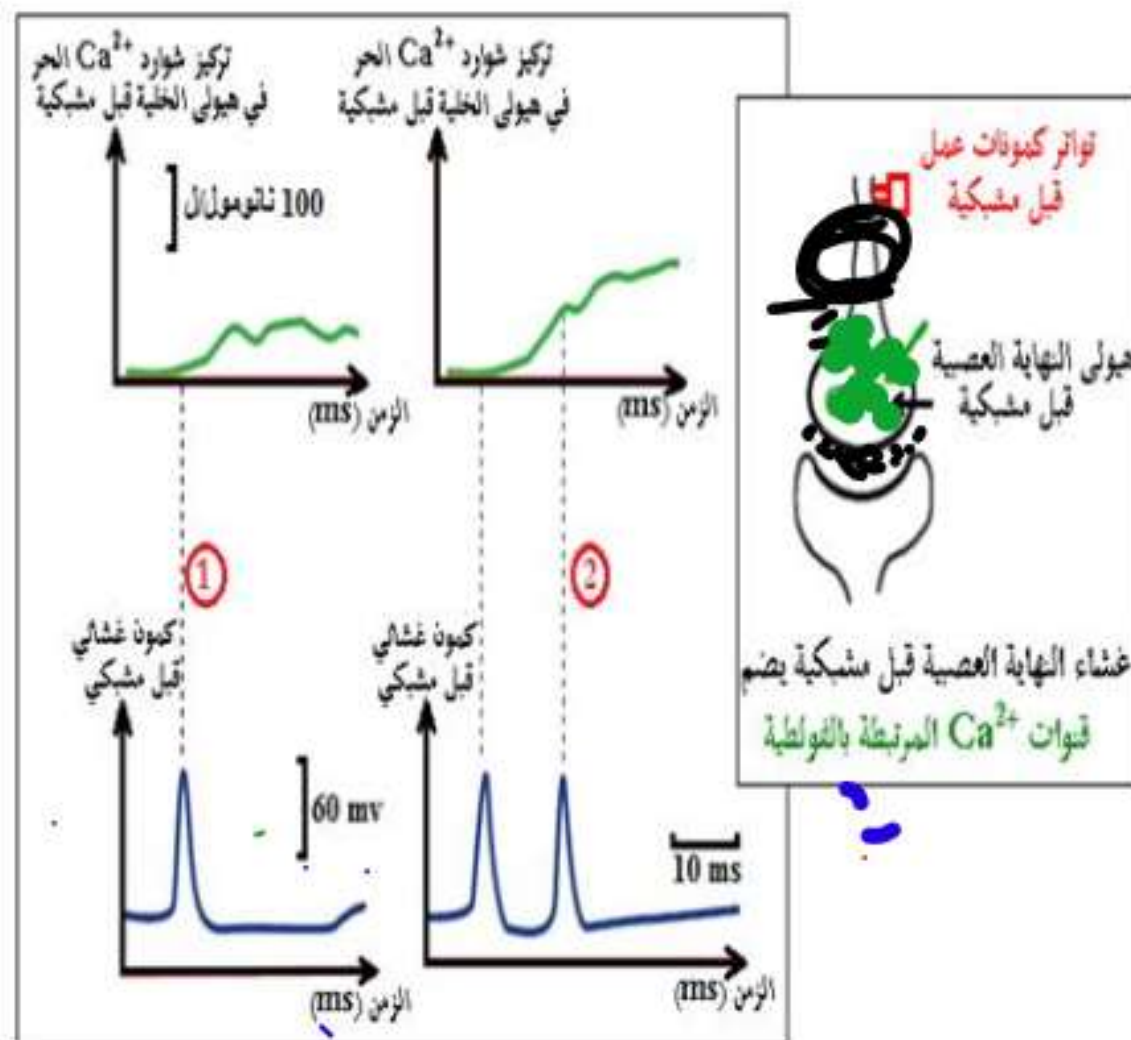 تركيز شوارد Ca²⁺ الحر
في هيولى الخلية قبل مشبكية
100 نانومول/ل
الزمن (ms)
تركيز شوارد Ca²⁺ الحر
في هيولى الخلية قبل مشبكية
الزمن (ms)
1
2
كمون غشائي
قبل مشبكي
60 mv
الزمن (ms)
كمون غشائي
قبل مشبكي
10 ms
الزمن (ms)
تواتر كمونات عمل
قبل مشبكية
هيولى النهاية العصبية
قبل مشبكية
غشاء النهاية العصبية قبل مشبكية يضم
قنوات Ca²⁺ المرتبطة بالفولطية